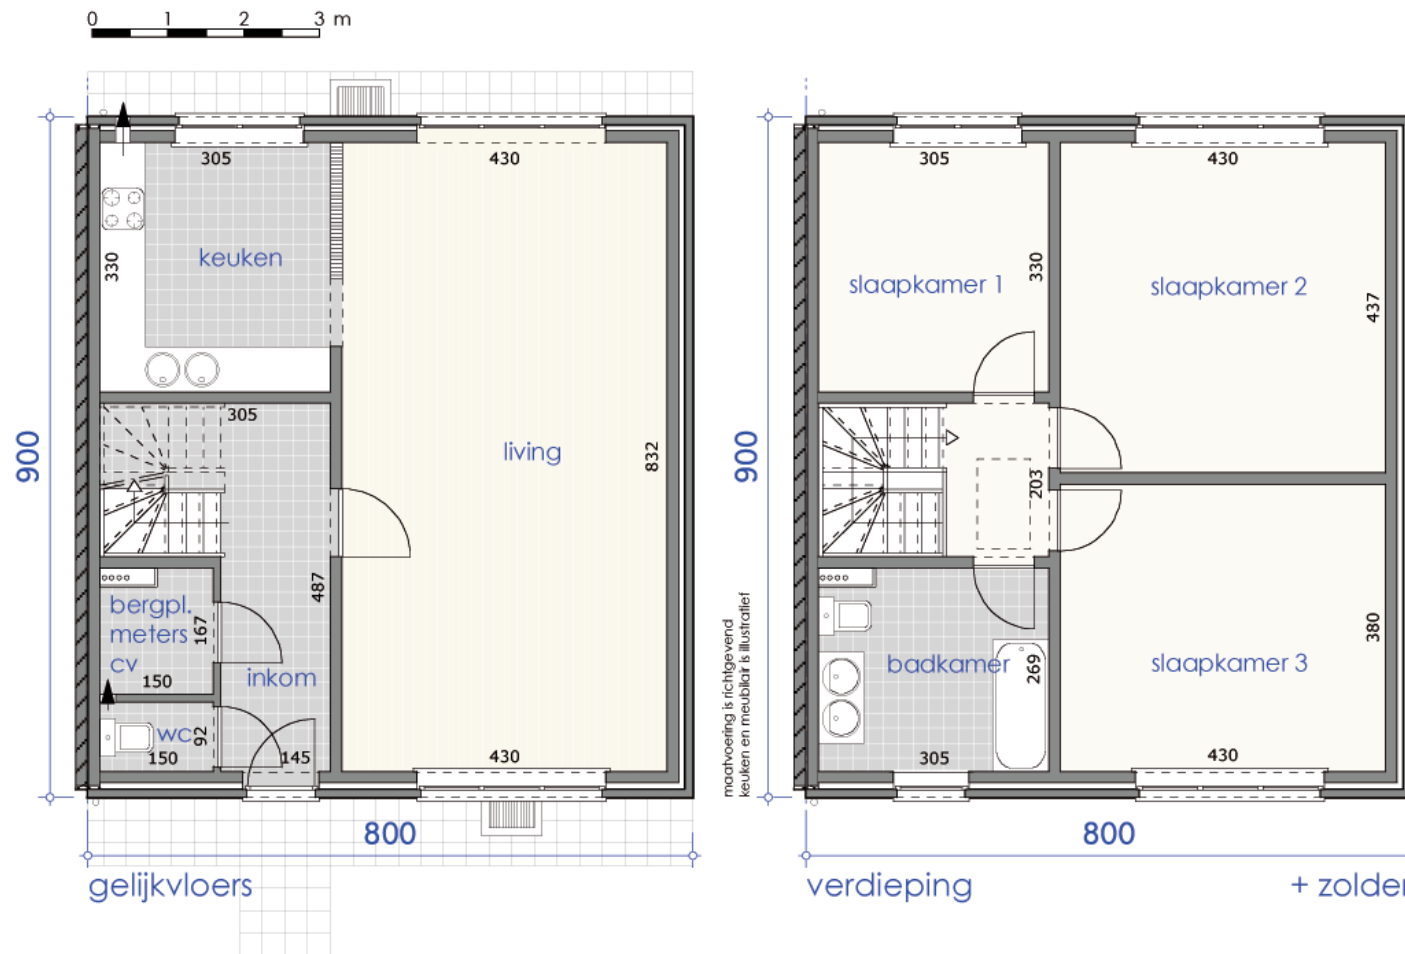 0 1 2 3 m
305
430
keuken
330
305
living
832
900
487
bergpl.
meters
cv
167
150
inkom
wc
92
150
145
430
800
gelijkvloers
maatvoering is richtgevend
keuken en meubilair is illustratief
305
430
slaapkamer 1
330
slaapkamer 2
437
900
203
badkamer
269
slaapkamer 3
380
305
430
800
verdieping
+ zolder